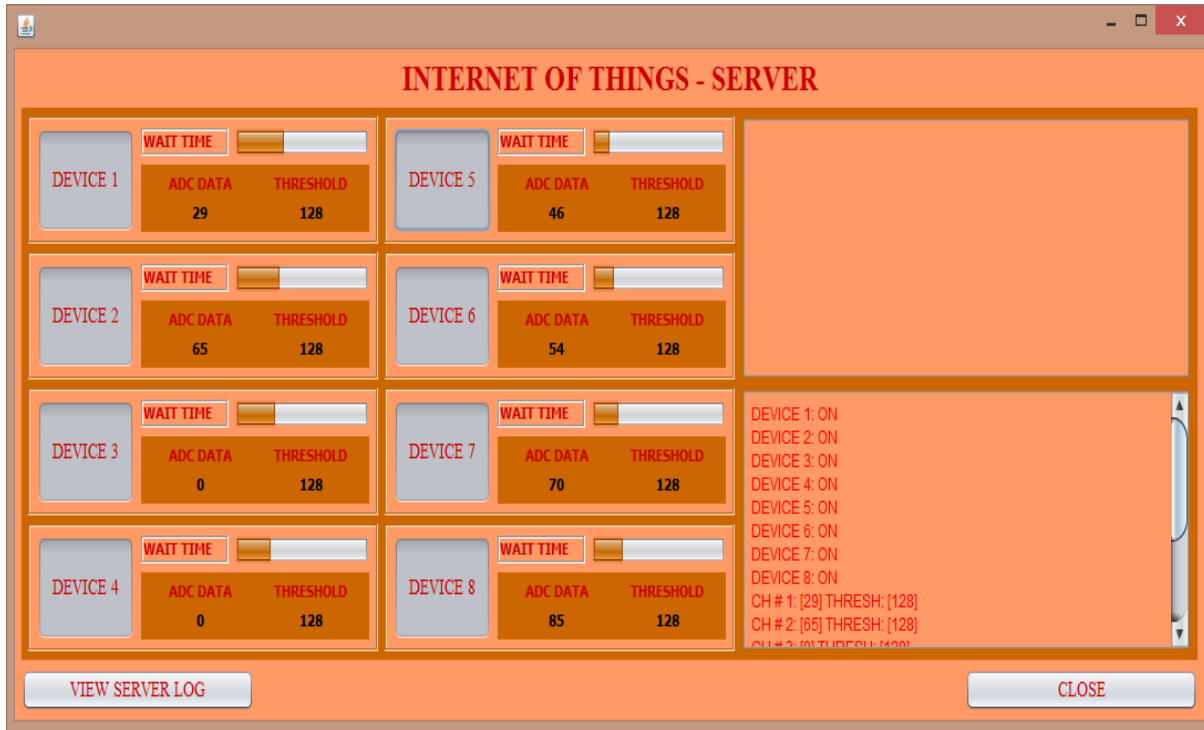 INTERNET OF THINGS - SERVER
DEVICE 1
WAIT TIME
ADC DATA THRESHOLD
29 128
DEVICE 2
WAIT TIME
ADC DATA THRESHOLD
65 128
DEVICE 3
WAIT TIME
ADC DATA THRESHOLD
0 128
DEVICE 4
WAIT TIME
ADC DATA THRESHOLD
0 128
DEVICE 5
WAIT TIME
ADC DATA THRESHOLD
46 128
DEVICE 6
WAIT TIME
ADC DATA THRESHOLD
54 128
DEVICE 7
WAIT TIME
ADC DATA THRESHOLD
70 128
DEVICE 8
WAIT TIME
ADC DATA THRESHOLD
85 128
DEVICE 1: ON
DEVICE 2: ON
DEVICE 3: ON
DEVICE 4: ON
DEVICE 5: ON
DEVICE 6: ON
DEVICE 7: ON
DEVICE 8: ON
CH # 1: [29] THRESH: [128]
CH # 2: [65] THRESH: [128]
CH # 3: [0] THRESH: [128]
VIEW SERVER LOG
CLOSE